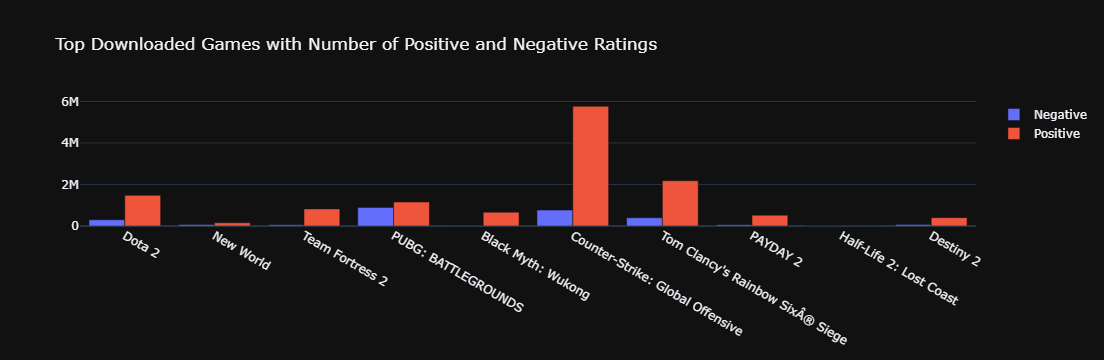 Top Downloaded Games with Number of Positive and Negative Ratings
6M
4M
2M
0
Negative
Positive
Dota 2
New World
Team Fortress 2
PUBG: BATTLEGROUNDS
Black Myth: Wukong
Counter-Strike: Global Offensive
Tom Clancy's Rainbow SixÂ® Siege
PAYDAY 2
Half-Life 2: Lost Coast
Destiny 2